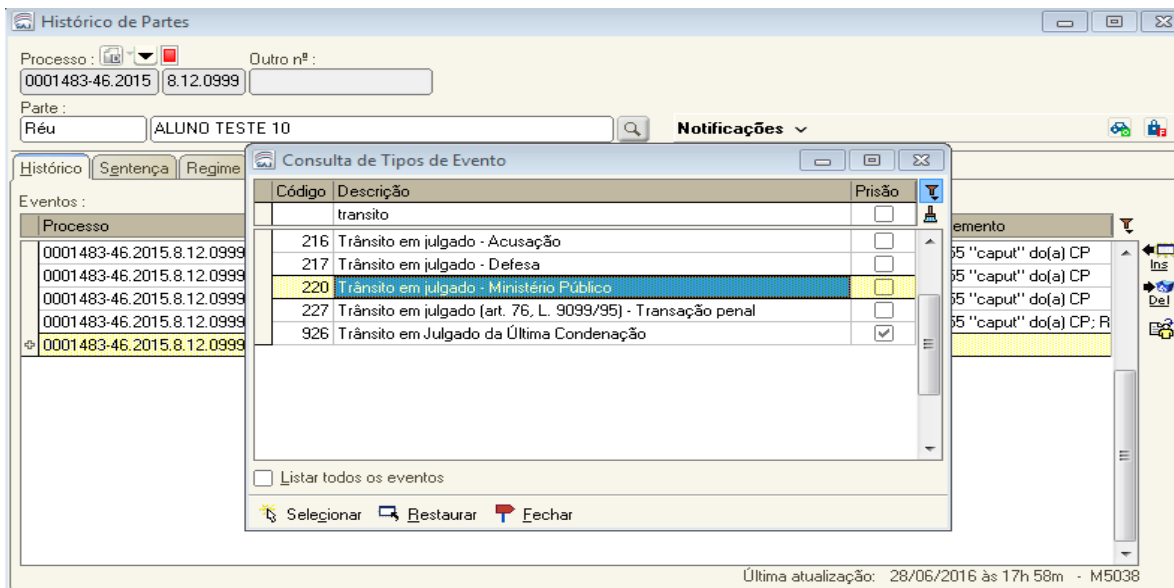 Histórico de Partes
Processo :
Outro nº :
0001483-46.2015 8.12.0999
Parte :
Réu ALUNO TESTE 10 Notificações
Histórico Sentença Regime
Eventos :
Processo emento
0001483-46.2015.8.12.0999 55 "caput" do(a) CP
0001483-46.2015.8.12.0999 55 "caput" do(a) CP
0001483-46.2015.8.12.0999 55 "caput" do(a) CP
0001483-46.2015.8.12.0999 55 "caput" do(a) CP; R
0001483-46.2015.8.12.0999
Ins
Del
Consulta de Tipos de Evento
Código Descrição Prisão
transito
216 Trânsito em julgado - Acusação
217 Trânsito em julgado - Defesa
220 Trânsito em julgado - Ministério Público
227 Trânsito em julgado (art. 76, L. 9099/95) - Transação penal
926 Trânsito em Julgado da Última Condenação
Listar todos os eventos
Selecionar Restaurar Fechar
Última atualização: 28/06/2016 às 17h 58m - M5038